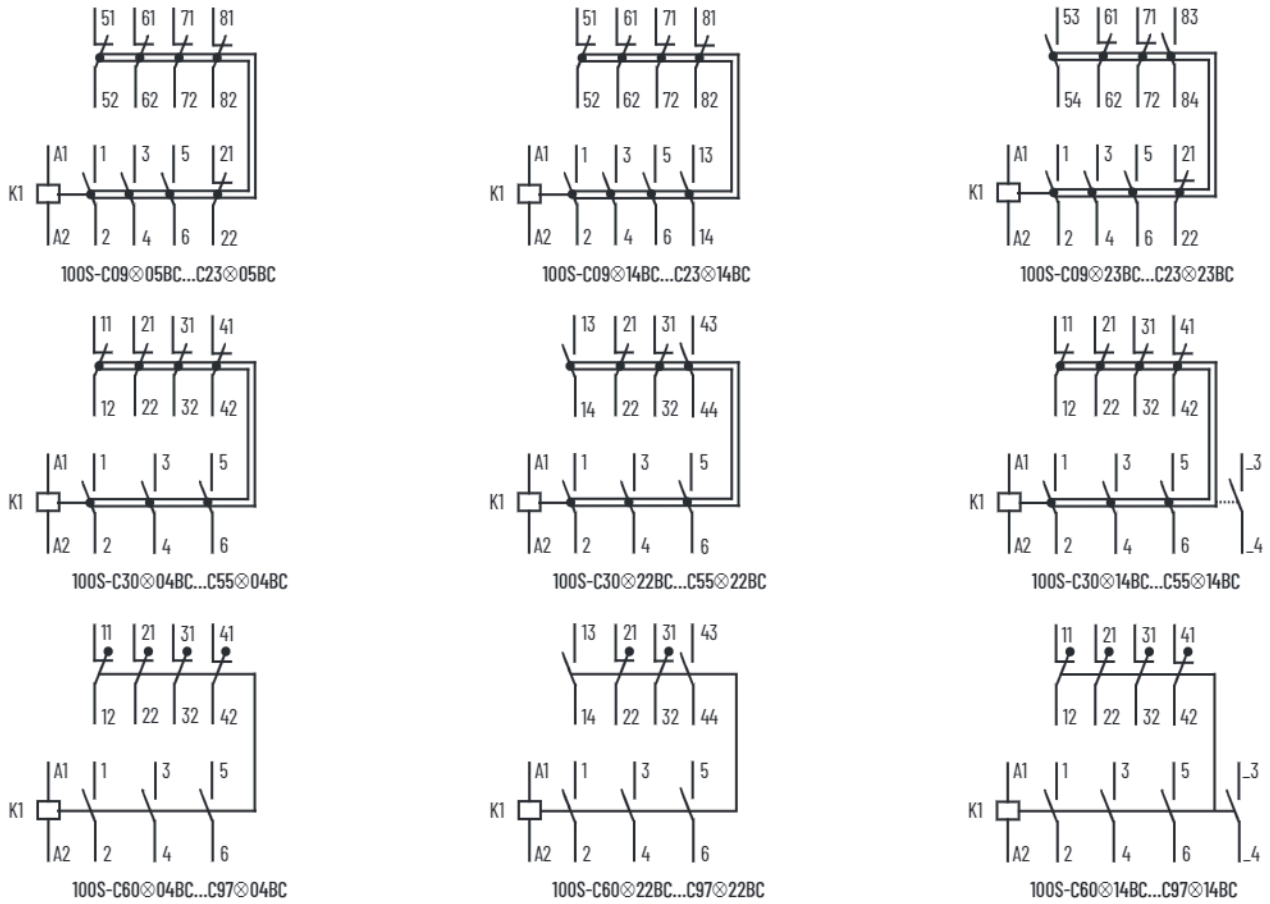 51 61 71 81 51 61 71 81 53 61 71 83
52 62 72 82 52 62 72 82 54 62 72 84
A1 1 3 5 21 A1 1 3 5 13 A1 1 3 5 21
K1 K1 K1
A2 2 4 6 22 A2 2 4 6 14 A2 2 4 6 22
100S-C09⊗05BC...C23⊗05BC 100S-C09⊗14BC...C23⊗14BC 100S-C09⊗23BC...C23⊗23BC
11 21 31 41 13 21 31 43 11 21 31 41
12 22 32 42 14 22 32 44 12 22 32 42
A1 1 3 5 A1 1 3 5 A1 1 3 5 _3
K1 K1 K1
A2 2 4 6 A2 2 4 6 A2 2 4 6 _4
100S-C30⊗04BC...C55⊗04BC 100S-C30⊗22BC...C55⊗22BC 100S-C30⊗14BC...C55⊗14BC
11 21 31 41 13 21 31 43 11 21 31 41
12 22 32 42 14 22 32 44 12 22 32 42
A1 1 3 5 A1 1 3 5 A1 1 3 5 _3
K1 K1 K1
A2 2 4 6 A2 2 4 6 A2 2 4 6 _4
100S-C60⊗04BC...C97⊗04BC 100S-C60⊗22BC...C97⊗22BC 100S-C60⊗14BC...C97⊗14BC